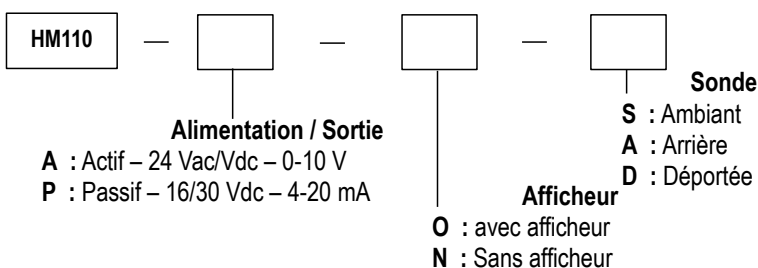 HM110 — — —
Alimentation / Sortie
A : Actif – 24 Vac/Vdc – 0-10 V
P : Passif – 16/30 Vdc – 4-20 mA
Afficheur
O : avec afficheur
N : Sans afficheur
Sonde
S : Ambiant
A : Arrière
D : Déportée